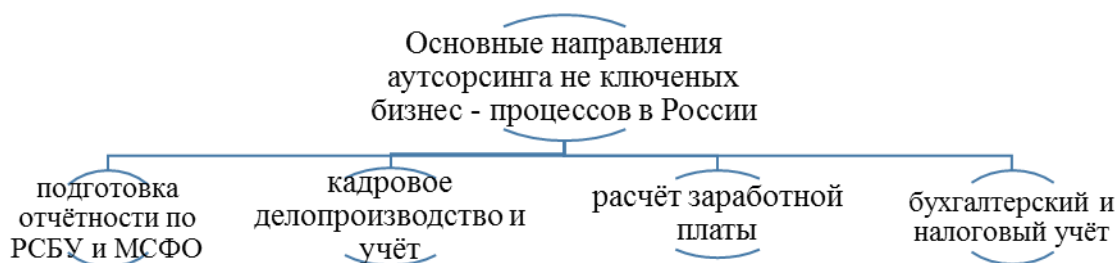 Основные направления
аутсорсинга не ключеных
бизнес - процессов в России
подготовка
отчётности по
РСБУ и МСФО
кадровое
делопроизводство и
учёт
расчёт заработной
платы
бухгалтерский и
налоговый учёт